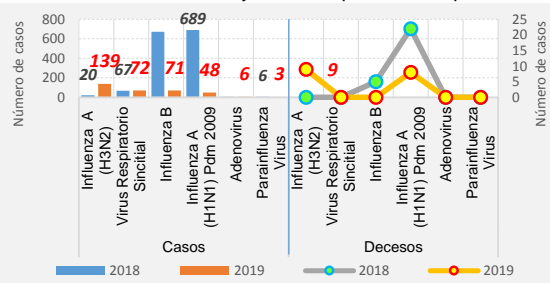 800
600
400
200
0
Número de casos
25
20
15
10
5
0
Número de casos
20
139
67
72
71
689
48
6
6
3
9
Influenza A
(H3N2)
Virus Respiratorio
Sincitial
Influenza B
Influenza A
(H1N1) Pdm 2009
Adenovirus
Parainfluenza
Virus
Influenza A
(H3N2)
Virus Respiratorio
Sincitial
Influenza B
Influenza A
(H1N1) Pdm 2009
Adenovirus
Parainfluenza
Virus
Casos
Decesos
2018
2019
2018
2019